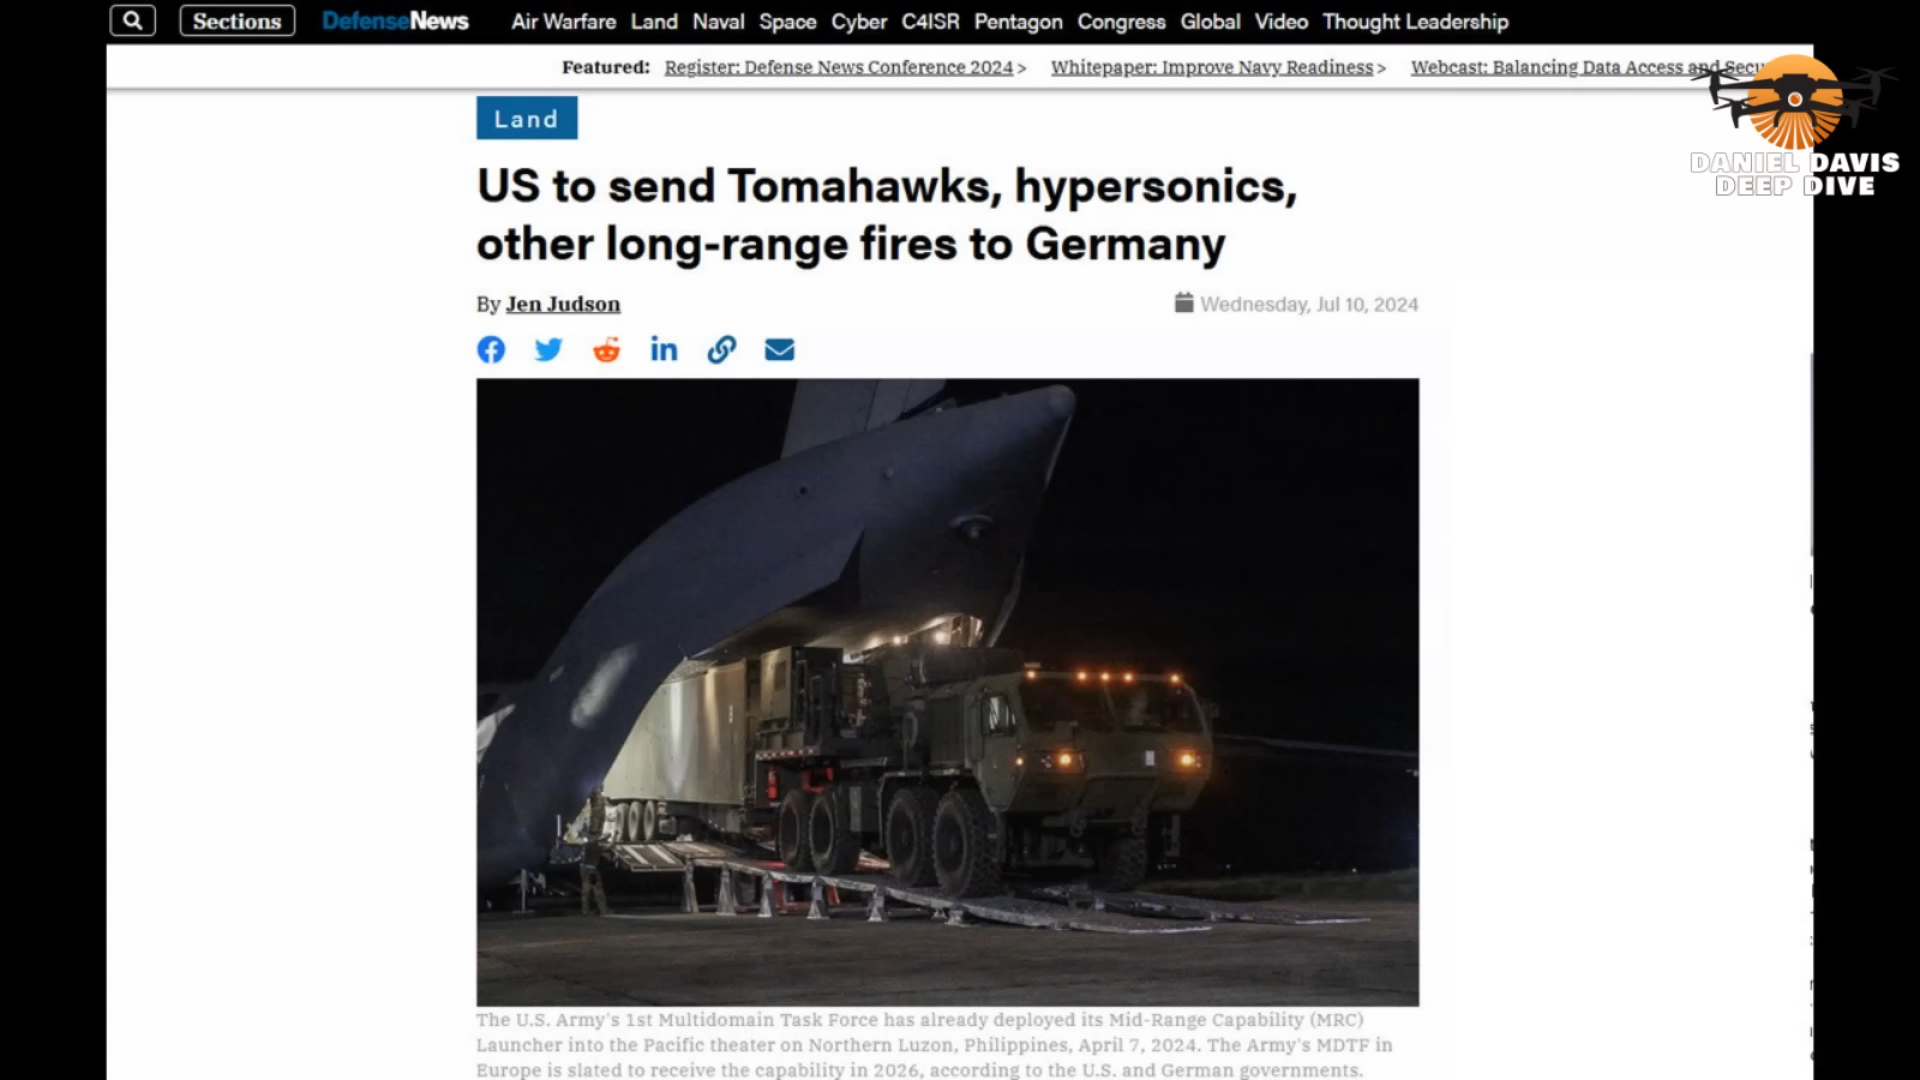 Sections
DefenseNews
Air Warfare Land Naval Space Cyber C4ISR Pentagon Congress Global Video Thought Leadership
Featured: Register: Defense News Conference 2024 > Whitepaper: Improve Navy Readiness > Webcast: Balancing Data Access and
DANIEL DAVIS
DEEP DIVE
Land
US to send Tomahawks, hypersonics,
other long-range fires to Germany
By Jen Judson
Wednesday, Jul 10, 2024
The U.S. Army's 1st Multidomain Task Force has already deployed its Mid-Range Capability (MRC)
Launcher into the Pacific theater on Northern Luzon, Philippines, April 7, 2024. The Army's MDTF in
Europe is slated to receive the capability in 2026, according to the U.S. and German governments.